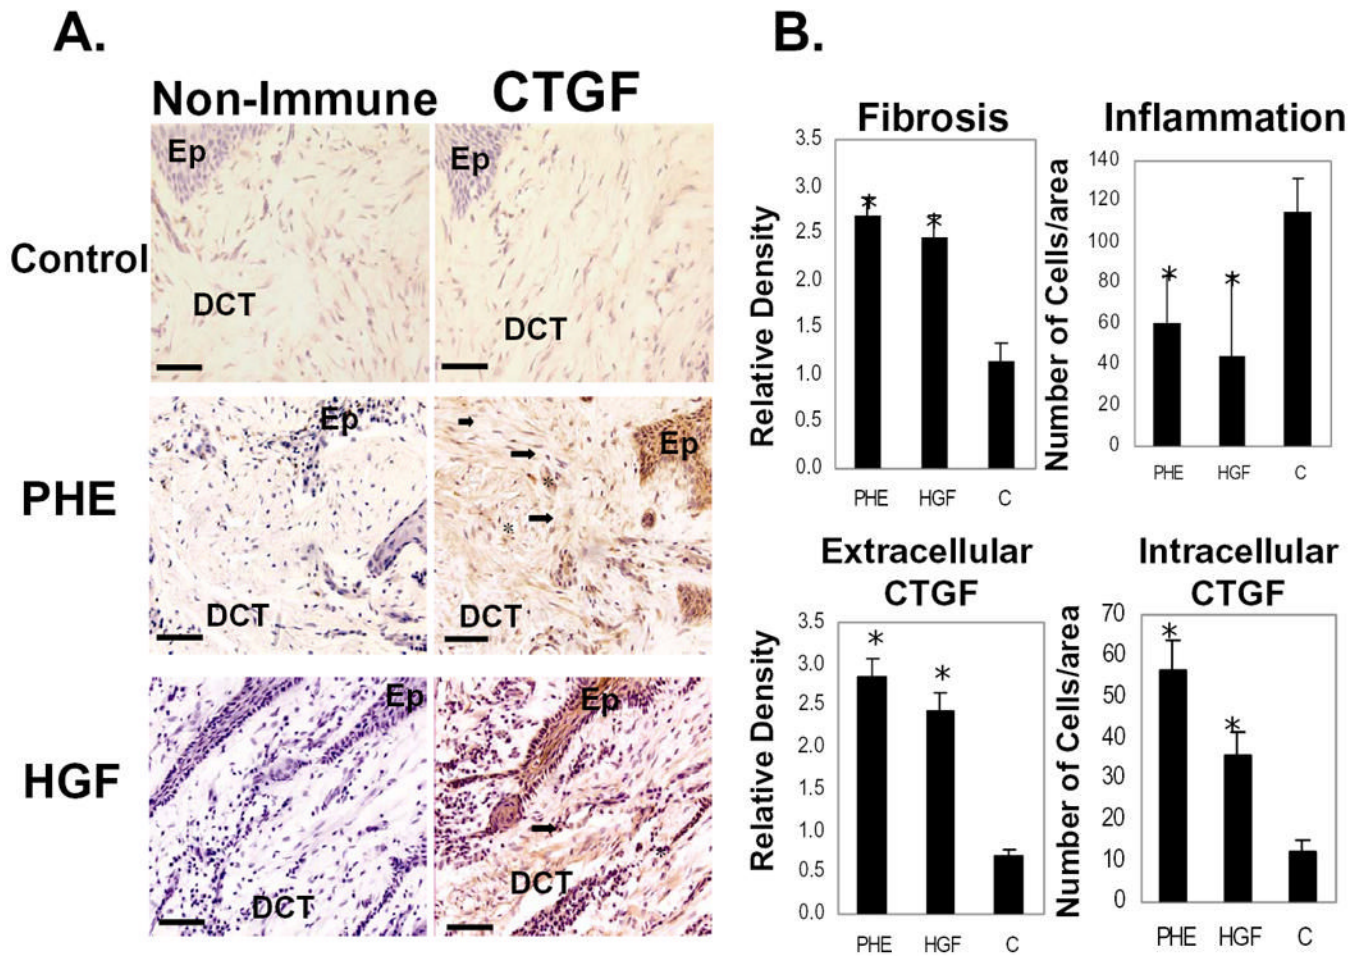 A.
Non-Immune CTGF
Control
Ep
DCT
Ep
DCT
PHE
Ep
DCT
*
*
Ep
DCT
HGF
Ep
DCT
Ep
DCT
B.
Fibrosis
Relative Density
3.5
3.0
2.5
2.0
1.5
1.0
0.5
0.0
*
*
PHE HGF C
Inflammation
Number of Cells/area
140
120
100
80
60
40
20
0
*
*
PHE HGF C
Extracellular
CTGF
Relative Density
3.5
3.0
2.5
2.0
1.5
1.0
0.5
0.0
*
*
PHE HGF C
Intracellular
CTGF
Number of Cells/area
70
60
50
40
30
20
10
0
*
*
PHE HGF C